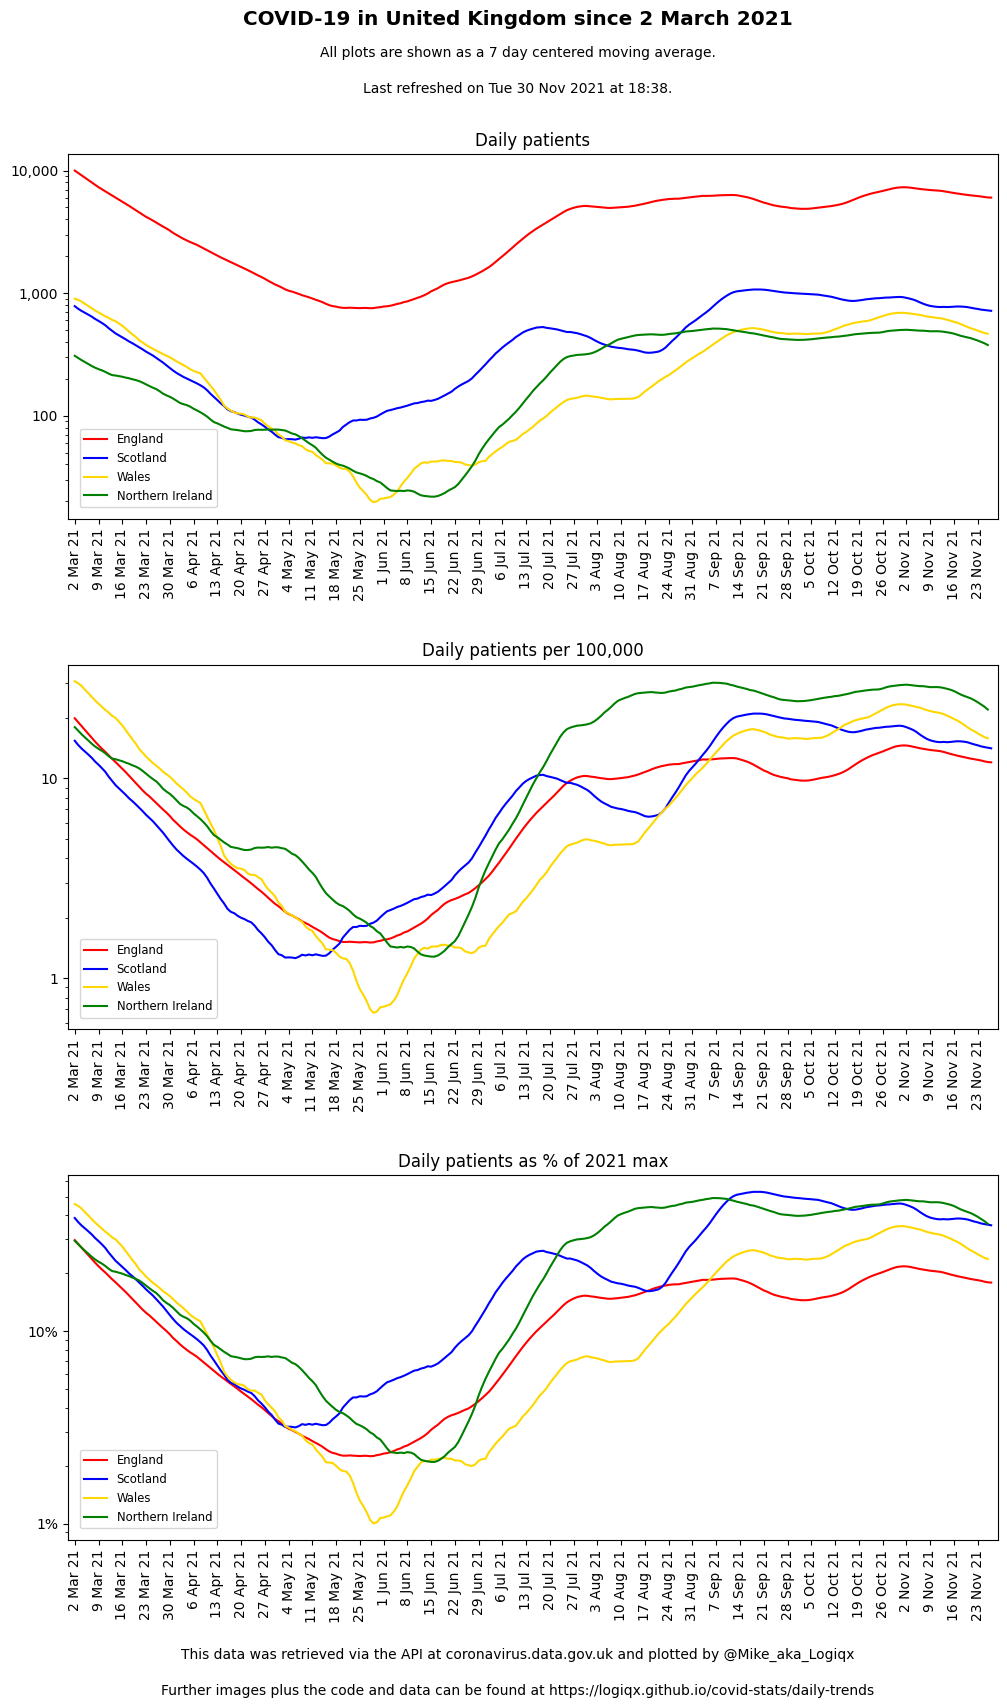 COVID-19 in United Kingdom since 2 March 2021
All plots are shown as a 7 day centered moving average.
Last refreshed on Tue 30 Nov 2021 at 18:38.
Daily patients
10,000
1,000
100
England
Scotland
Wales
Northern Ireland
2 Mar 21
9 Mar 21
16 Mar 21
23 Mar 21
30 Mar 21
6 Apr 21
13 Apr 21
20 Apr 21
27 Apr 21
4 May 21
11 May 21
18 May 21
25 May 21
1 Jun 21
8 Jun 21
15 Jun 21
22 Jun 21
29 Jun 21
6 Jul 21
13 Jul 21
20 Jul 21
27 Jul 21
3 Aug 21
10 Aug 21
17 Aug 21
24 Aug 21
31 Aug 21
7 Sep 21
14 Sep 21
21 Sep 21
28 Sep 21
5 Oct 21
12 Oct 21
19 Oct 21
26 Oct 21
2 Nov 21
9 Nov 21
16 Nov 21
23 Nov 21
Daily patients per 100,000
10
1
England
Scotland
Wales
Northern Ireland
2 Mar 21
9 Mar 21
16 Mar 21
23 Mar 21
30 Mar 21
6 Apr 21
13 Apr 21
20 Apr 21
27 Apr 21
4 May 21
11 May 21
18 May 21
25 May 21
1 Jun 21
8 Jun 21
15 Jun 21
22 Jun 21
29 Jun 21
6 Jul 21
13 Jul 21
20 Jul 21
27 Jul 21
3 Aug 21
10 Aug 21
17 Aug 21
24 Aug 21
31 Aug 21
7 Sep 21
14 Sep 21
21 Sep 21
28 Sep 21
5 Oct 21
12 Oct 21
19 Oct 21
26 Oct 21
2 Nov 21
9 Nov 21
16 Nov 21
23 Nov 21
Daily patients as % of 2021 max
10%
1%
England
Scotland
Wales
Northern Ireland
2 Mar 21
9 Mar 21
16 Mar 21
23 Mar 21
30 Mar 21
6 Apr 21
13 Apr 21
20 Apr 21
27 Apr 21
4 May 21
11 May 21
18 May 21
25 May 21
1 Jun 21
8 Jun 21
15 Jun 21
22 Jun 21
29 Jun 21
6 Jul 21
13 Jul 21
20 Jul 21
27 Jul 21
3 Aug 21
10 Aug 21
17 Aug 21
24 Aug 21
31 Aug 21
7 Sep 21
14 Sep 21
21 Sep 21
28 Sep 21
5 Oct 21
12 Oct 21
19 Oct 21
26 Oct 21
2 Nov 21
9 Nov 21
16 Nov 21
23 Nov 21
This data was retrieved via the API at coronavirus.data.gov.uk and plotted by @Mike_aka_Logiqx
Further images plus the code and data can be found at https://logiqx.github.io/covid-stats/daily-trends